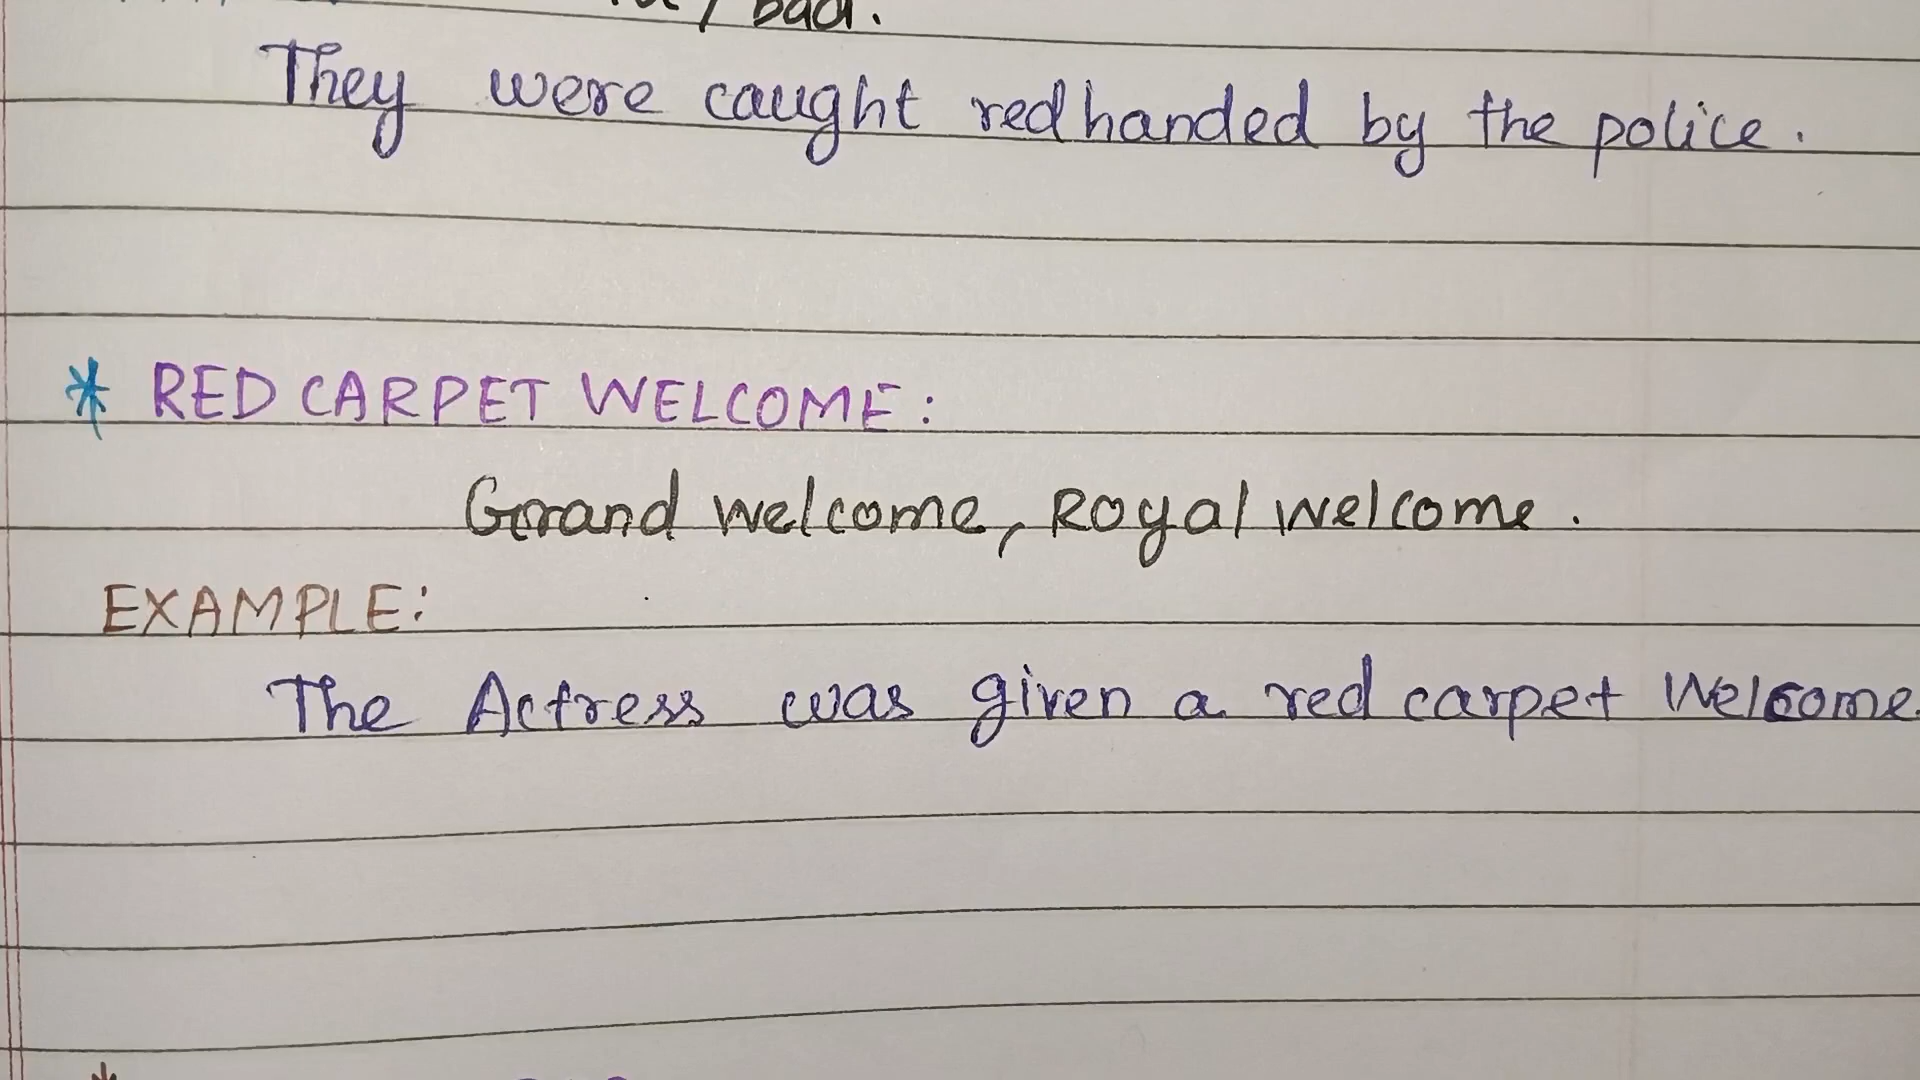 / bad.
They were caught redhanded by the police.
* RED CARPET WELCOME:
Grand welcome, Royal welcome.
EXAMPLE:
The Actress was given a red carpet Welcome.